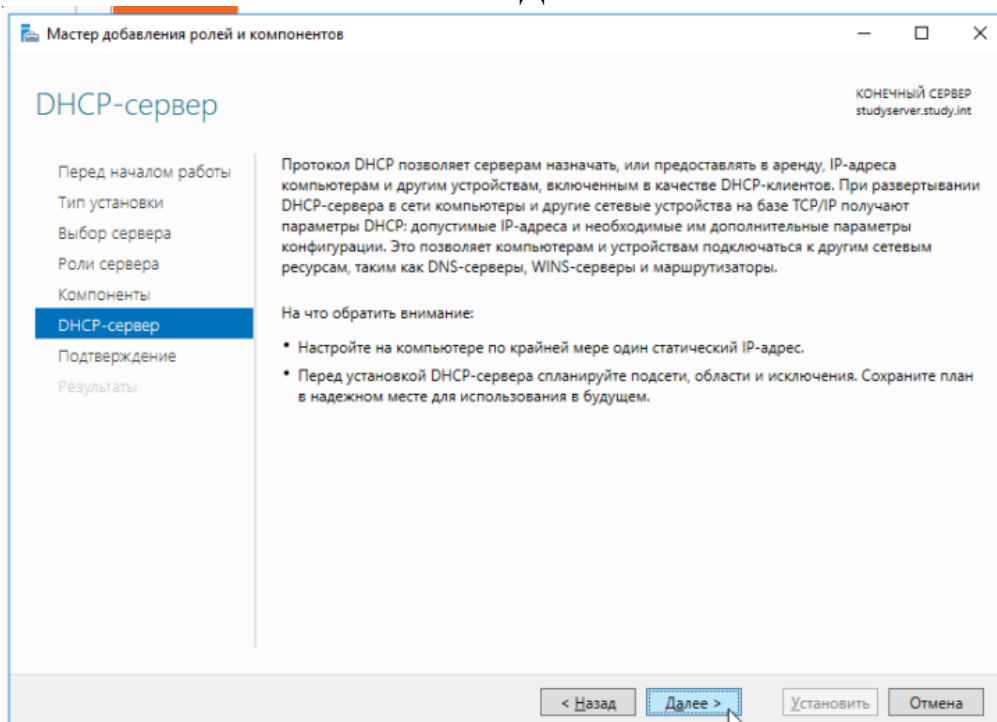 Мастер добавления ролей и компонентов
DHCP-сервер
КОНЕЧНЫЙ СЕРВЕР
studyserver.study.int
Перед началом работы
Тип установки
Выбор сервера
Роли сервера
Компоненты
DHCP-сервер
Подтверждение
Результаты
Протокол DHCP позволяет серверам назначать, или предоставлять в аренду, IP-адреса
компьютерам и другим устройствам, включенным в качестве DHCP-клиентов. При развертывании
DHCP-сервера в сети компьютеры и другие сетевые устройства на базе TCP/IP получают
параметры DHCP: допустимые IP-адреса и необходимые им дополнительные параметры
конфигурации. Это позволяет компьютерам и устройствам подключаться к другим сетевым
ресурсам, таким как DNS-серверы, WINS-серверы и маршрутизаторы.
На что обратить внимание:
• Настройте на компьютере по крайней мере один статический IP-адрес.
• Перед установкой DHCP-сервера спланируйте подсети, области и исключения. Сохраните план
в надежном месте для использования в будущем.
< Назад Далее > Установить Отмена